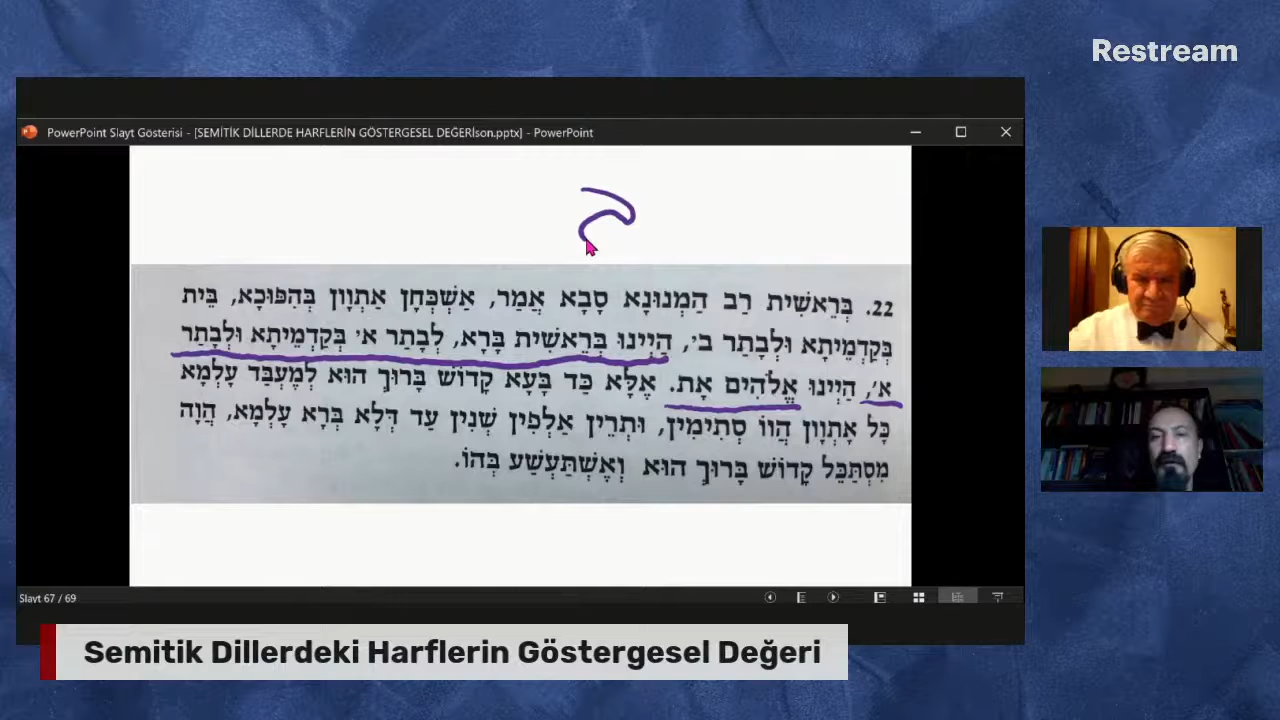 Restream
PowerPoint Slayt Gösterisi - [SEMİTİK DİLLERDE HARFLERİN GÖSTERGESEL DEĞERİson.pptx] - PowerPoint
22. בְּרֵאשִׁית רַב הַמְנוּנָא סָבָא אֲמַר, אַשְׁכְּחָן אַתְוָון בְּהִפּוּכָא, בֵּית
בְּקַדְמֵיתָא וּלְבָתַר ב׳, הַיְינוּ בְּרֵאשִׁית בָּרָא, לְבָתַר א׳ בְּקַדְמֵיתָא וּלְבָתַר
א׳, הַיְינוּ אֱלֹהִים אֶת. אֶלָּא כַּד בָּעָא קָדוֹשׁ בָּרוּךְ הוּא לְמֶעְבַּד עָלְמָא
כָּל אָתְוָון הֲווֹ סְתִימִין, וּתְרֵין אַלְפִין שְׁנִין עַד דְּלָא בְּרָא עָלְמָא, הֲוָה
מִסְתַּכֵּל קָדוֹשׁ בָּרוּךְ הוּא וְאֶשְׁתַּעְשַׁע בְּהוֹ.
Slayt 67 / 69
Semitik Dillerdeki Harflerin Göstergesel Değeri